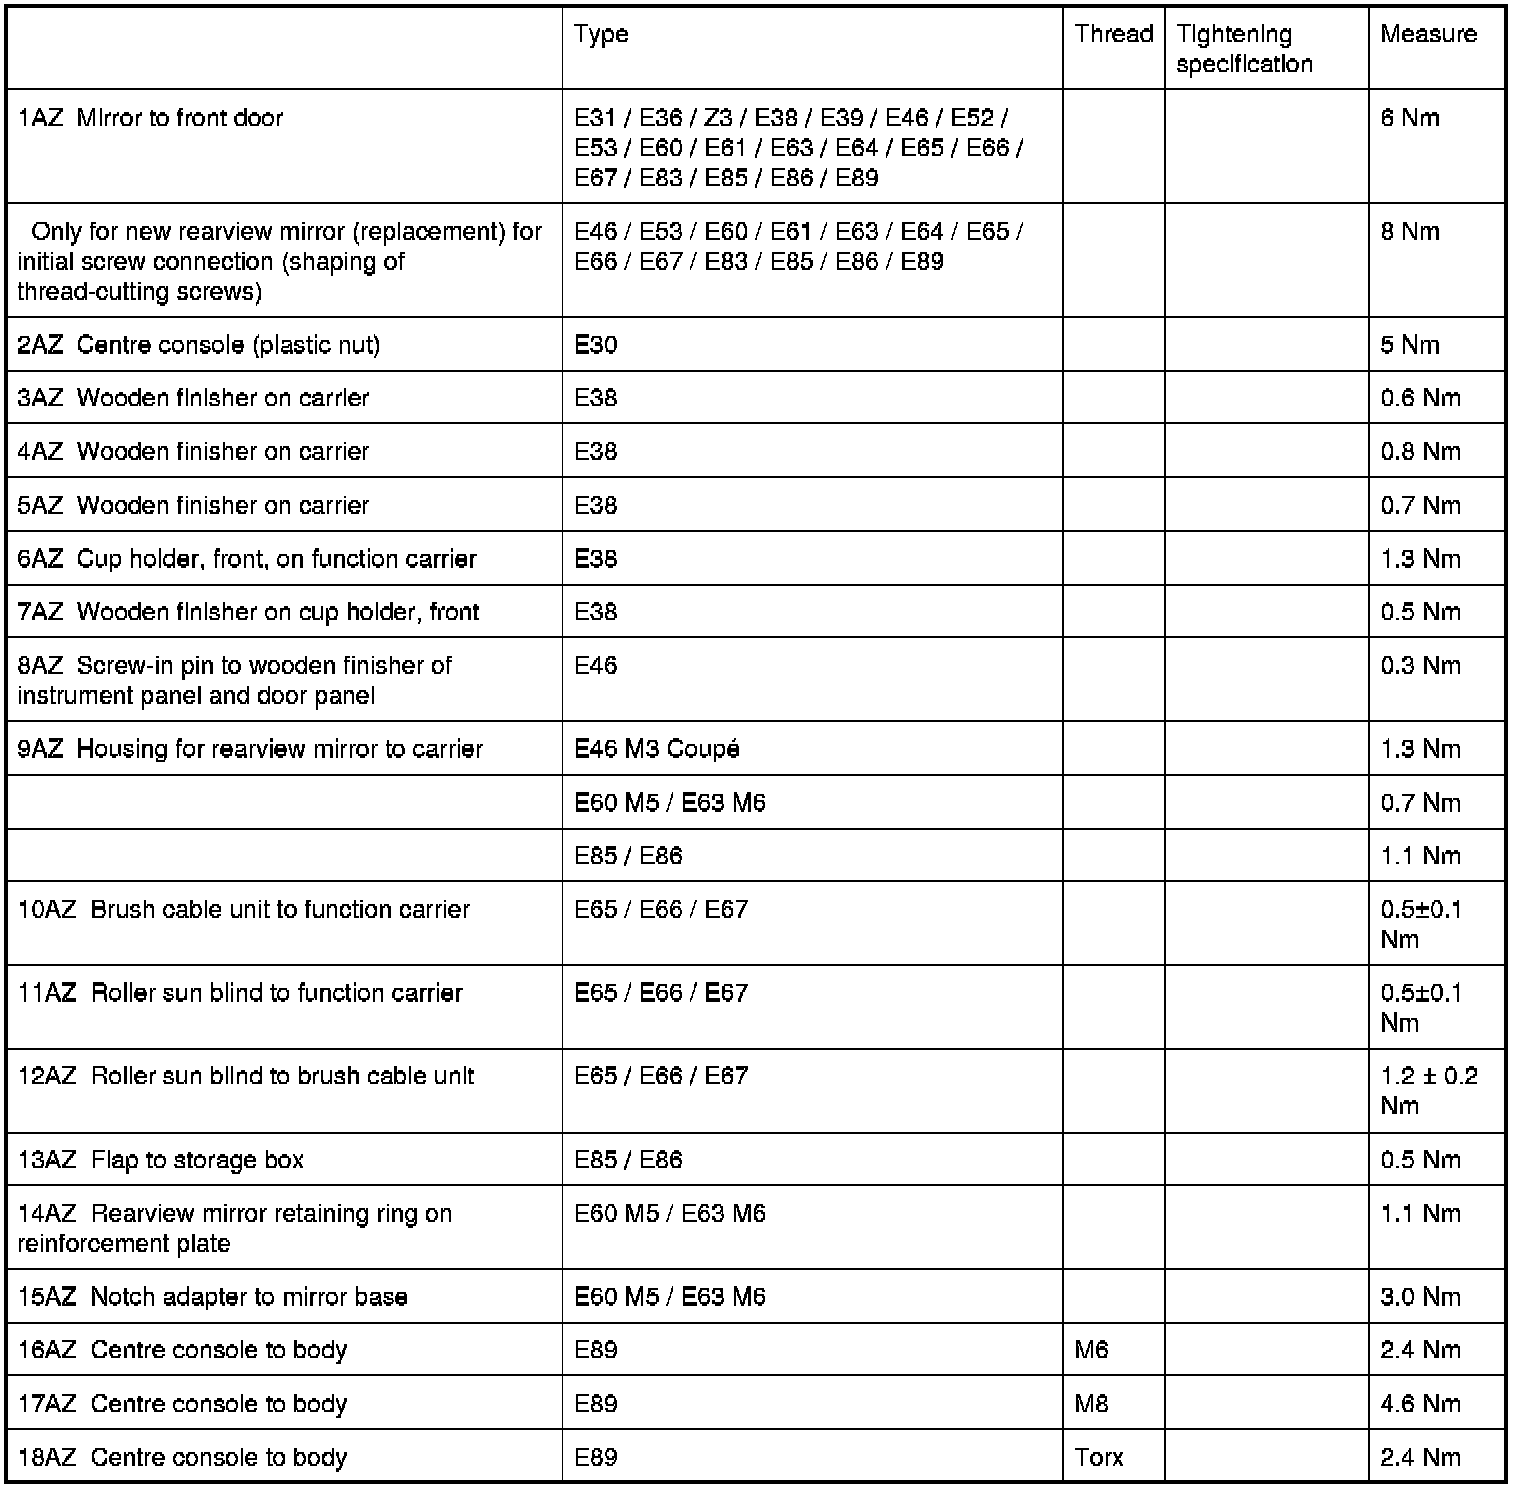 Type Thread Tightening Measure
specification
1AZ Mirror to front door E31 / E36 / Z3 / E38 / E39 / E46 / E52 / 6 Nm
E53 / E60 / E61 / E63 / E64 / E65 / E66 /
E67 / E83 / E85 / E86 / E89
Only for new rearview mirror (replacement) for E46 / E53 / E60 / E61 / E63 / E64 / E65 / 8 Nm
initial screw connection (shaping of E66 / E67 / E83 / E85 / E86 / E89
thread-cutting screws)
2AZ Centre console (plastic nut) E30 5 Nm
3AZ Wooden finisher on carrier E38 0.6 Nm
4AZ Wooden finisher on carrier E38 0.8 Nm
5AZ Wooden finisher on carrier E38 0.7 Nm
6AZ Cup holder, front, on function carrier E38 1.3 Nm
7AZ Wooden finisher on cup holder, front E38 0.5 Nm
8AZ Screw-in pin to wooden finisher of E46 0.3 Nm
instrument panel and door panel
9AZ Housing for rearview mirror to carrier E46 M3 Coupé 1.3 Nm
E60 M5 / E63 M6 0.7 Nm
E85 / E86 1.1 Nm
10AZ Brush cable unit to function carrier E65 / E66 / E67 0.5±0.1
Nm
11AZ Roller sun blind to function carrier E65 / E66 / E67 0.5±0.1
Nm
12AZ Roller sun blind to brush cable unit E65 / E66 / E67 1.2 ± 0.2
Nm
13AZ Flap to storage box E85 / E86 0.5 Nm
14AZ Rearview mirror retaining ring on E60 M5 / E63 M6 1.1 Nm
reinforcement plate
15AZ Notch adapter to mirror base E60 M5 / E63 M6 3.0 Nm
16AZ Centre console to body E89 M6 2.4 Nm
17AZ Centre console to body E89 M8 4.6 Nm
18AZ Centre console to body E89 Torx 2.4 Nm